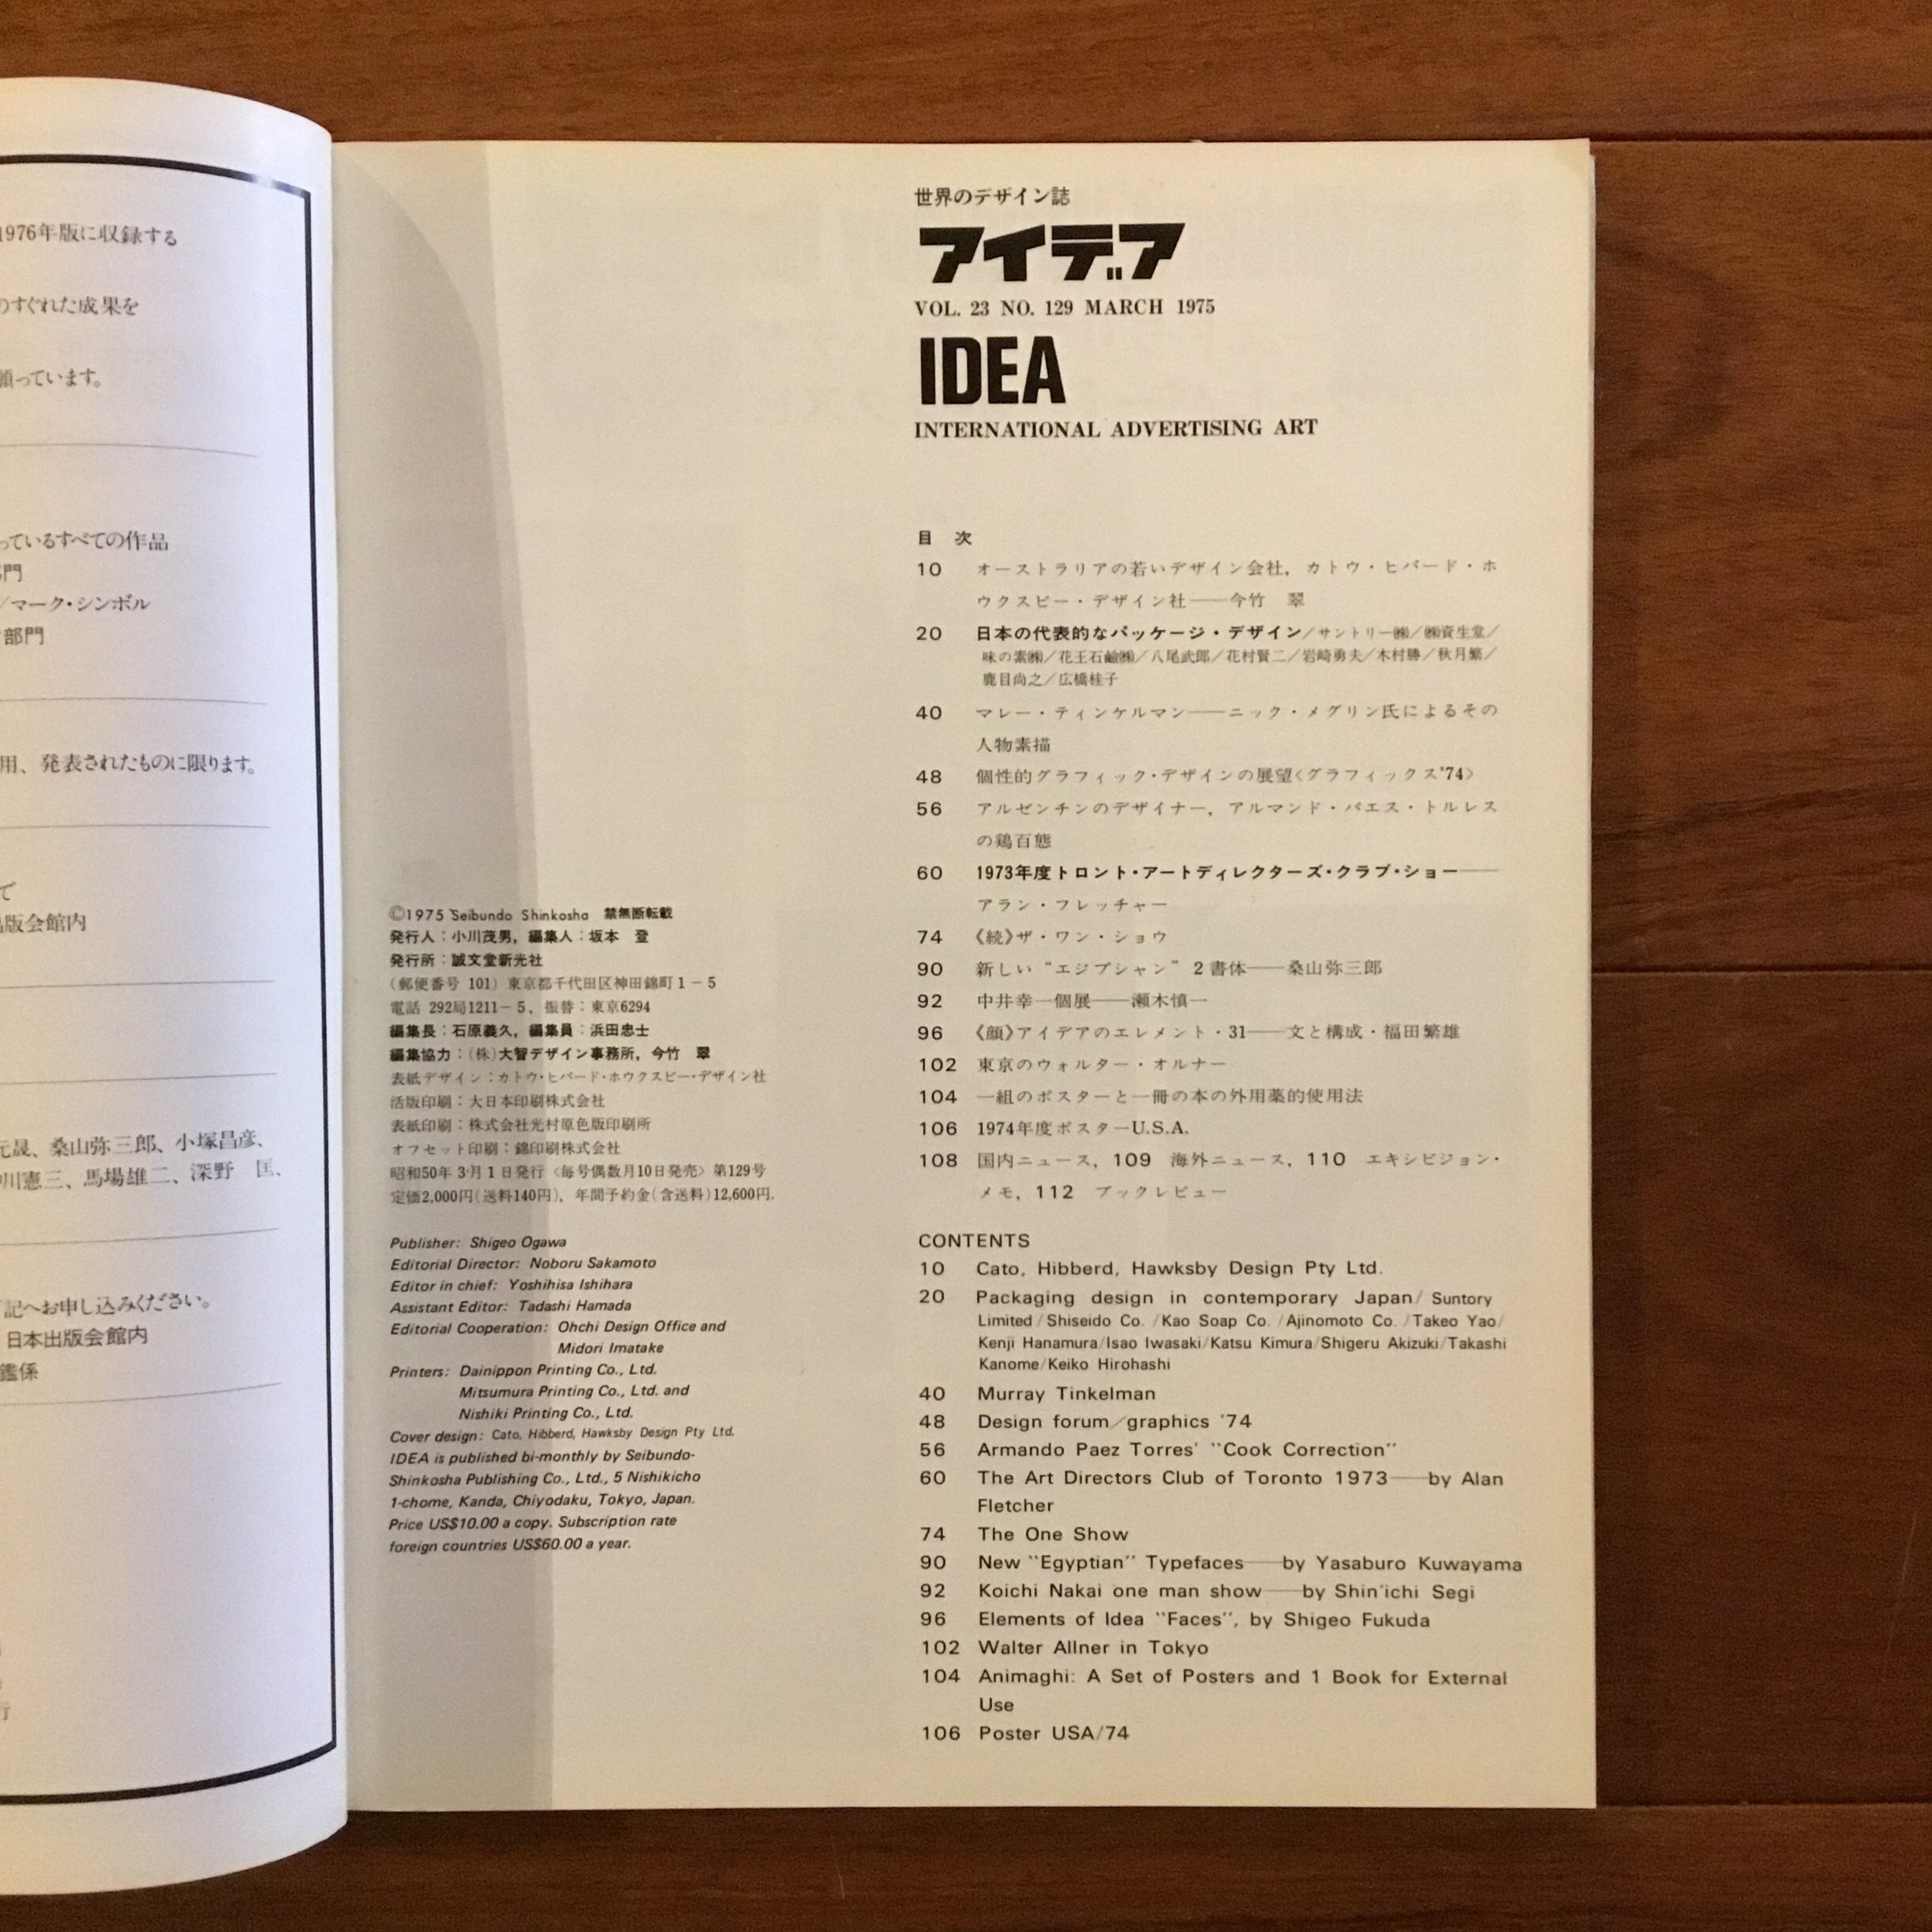 1976年版に収録する
のすぐれた成果を
願っています。
っているすべての作品
部門
／マーク・シンボル
部門
用、発表されたものに限ります。
て
出版会館内
元晟、桑山弥三郎、小塚昌彦、
川憲三、馬場雄二、深野　匡、
記へお申し込みください。
日本出版会館内
鑑係
行
©1975 Seibundo Shinkosha 禁無断転載
発行人：小川茂男，編集人：坂本　登
発行所：誠文堂新光社
（郵便番号 101）東京都千代田区神田錦町1－5
電話 292局1211－5，振替：東京6294
編集長：石原義久，編集員：浜田忠士
編集協力：（株）大智デザイン事務所，今竹　翠
表紙デザイン：カトウ・ヒバード・ホウクスビー・デザイン社
活版印刷：大日本印刷株式会社
表紙印刷：株式会社光村原色版印刷所
オフセット印刷：錦印刷株式会社
昭和50年3月1日発行〈毎号偶数月10日発売〉第129号
定価2,000円（送料140円），年間予約金（含送料）12,600円．
Publisher: Shigeo Ogawa
Editorial Director: Noboru Sakamoto
Editor in chief: Yoshihisa Ishihara
Assistant Editor: Tadashi Hamada
Editorial Cooperation: Ohchi Design Office and
Midori Imatake
Printers: Dainippon Printing Co., Ltd.
Mitsumura Printing Co., Ltd. and
Nishiki Printing Co., Ltd.
Cover design: Cato, Hibberd, Hawksby Design Pty Ltd.
IDEA is published bi-monthly by Seibundo-
Shinkosha Publishing Co., Ltd., 5 Nishikicho
1-chome, Kanda, Chiyodaku, Tokyo, Japan.
Price US$10.00 a copy. Subscription rate
foreign countries US$60.00 a year.
世界のデザイン誌
アイデア
VOL. 23 NO. 129 MARCH 1975
IDEA
INTERNATIONAL ADVERTISING ART
目　次
10 オーストラリアの若いデザイン会社，カトウ・ヒバード・ホ
ウクスビー・デザイン社——今竹　翠
20 日本の代表的なパッケージ・デザイン／サントリー㈱／㈱資生堂／
味の素㈱／花王石鹼㈱／八尾武郎／花村賢二／岩崎勇夫／木村勝／秋月繁／
鹿目尚之／広橋桂子
40 マレー・ティンケルマン——ニック・メグリン氏によるその
人物素描
48 個性的グラフィック・デザインの展望〈グラフィックス'74〉
56 アルゼンチンのデザイナー，アルマンド・パエス・トルレス
の鶏百態
60 1973年度トロント・アートディレクターズ・クラブ・ショー——
アラン・フレッチャー
74 《続》ザ・ワン・ショウ
90 新しい“エジプシャン”2書体——桑山弥三郎
92 中井幸一個展——瀬木慎一
96 《顔》アイデアのエレメント・31——文と構成・福田繁雄
102 東京のウォルター・オルナー
104 一組のポスターと一冊の本の外用薬的使用法
106 1974年度ポスターU.S.A.
108 国内ニュース，109 海外ニュース，110 エキシビジョン・
メモ，112 ブックレビュー
CONTENTS
10 Cato, Hibberd, Hawksby Design Pty Ltd.
20 Packaging design in contemporary Japan/ Suntory
Limited / Shiseido Co. / Kao Soap Co. / Ajinomoto Co. / Takeo Yao/
Kenji Hanamura/Isao Iwasaki/Katsu Kimura/Shigeru Akizuki/Takashi
Kanome/Keiko Hirohashi
40 Murray Tinkelman
48 Design forum/graphics '74
56 Armando Paez Torres' “Cook Correction”
60 The Art Directors Club of Toronto 1973——by Alan
Fletcher
74 The One Show
90 New “Egyptian” Typefaces——by Yasaburo Kuwayama
92 Koichi Nakai one man show——by Shin'ichi Segi
96 Elements of Idea “Faces”, by Shigeo Fukuda
102 Walter Allner in Tokyo
104 Animaghi: A Set of Posters and 1 Book for External
Use
106 Poster USA/74